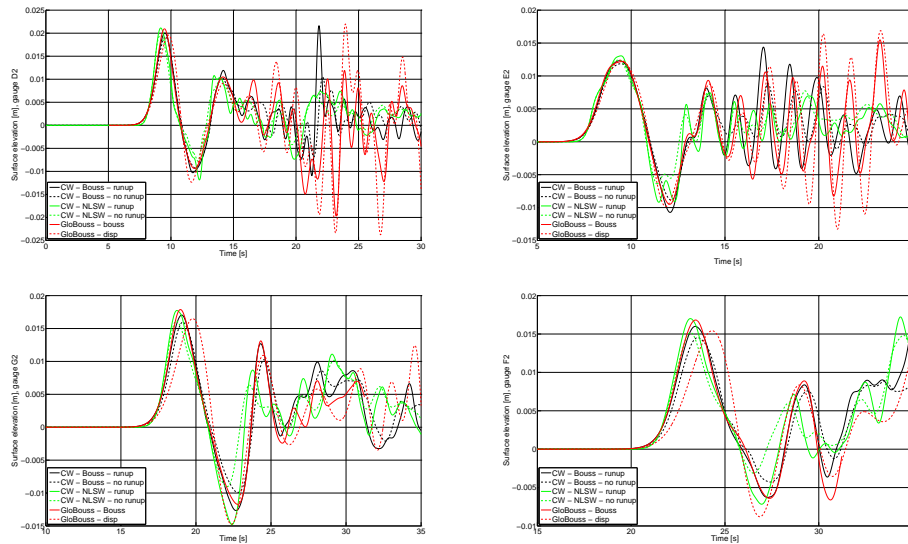 0.025
0.02
0.015
0.01
0.005
0
−0.005
−0.01
−0.015
−0.02
−0.025
Surface elevation [m], gauge D2
CW − Bouss − runup
CW − Bouss − no runup
CW − NLSW − runup
CW − NLSW − no runup
GloBouss − Bouss
GloBouss − disp
0 5 10 15 20 25 30
Time [s]
0.02
0.015
0.01
0.005
0
−0.005
−0.01
−0.015
Surface elevation [m], gauge E2
CW − Bouss − runup
CW − Bouss − no runup
CW − NLSW − runup
CW − NLSW − no runup
GloBouss − Bouss
GloBouss − disp
5 10 15 20
Time [s]
0.02
0.015
0.01
0.005
0
−0.005
−0.01
−0.015
Surface elevation [m], gauge G2
CW − Bouss − runup
CW − Bouss − no runup
CW − NLSW − runup
CW − NLSW − no runup
GloBouss − Bouss
GloBouss − disp
10 15 20 25 30 35
Time [s]
0.02
0.015
0.01
0.005
0
−0.005
−0.01
Surface elevation [m], gauge F2
CW − Bouss − runup
CW − Bouss − no runup
CW − NLSW − runup
CW − NLSW − no runup
GloBouss − Bouss
GloBouss − disp
15 20 25 30
Time [s]